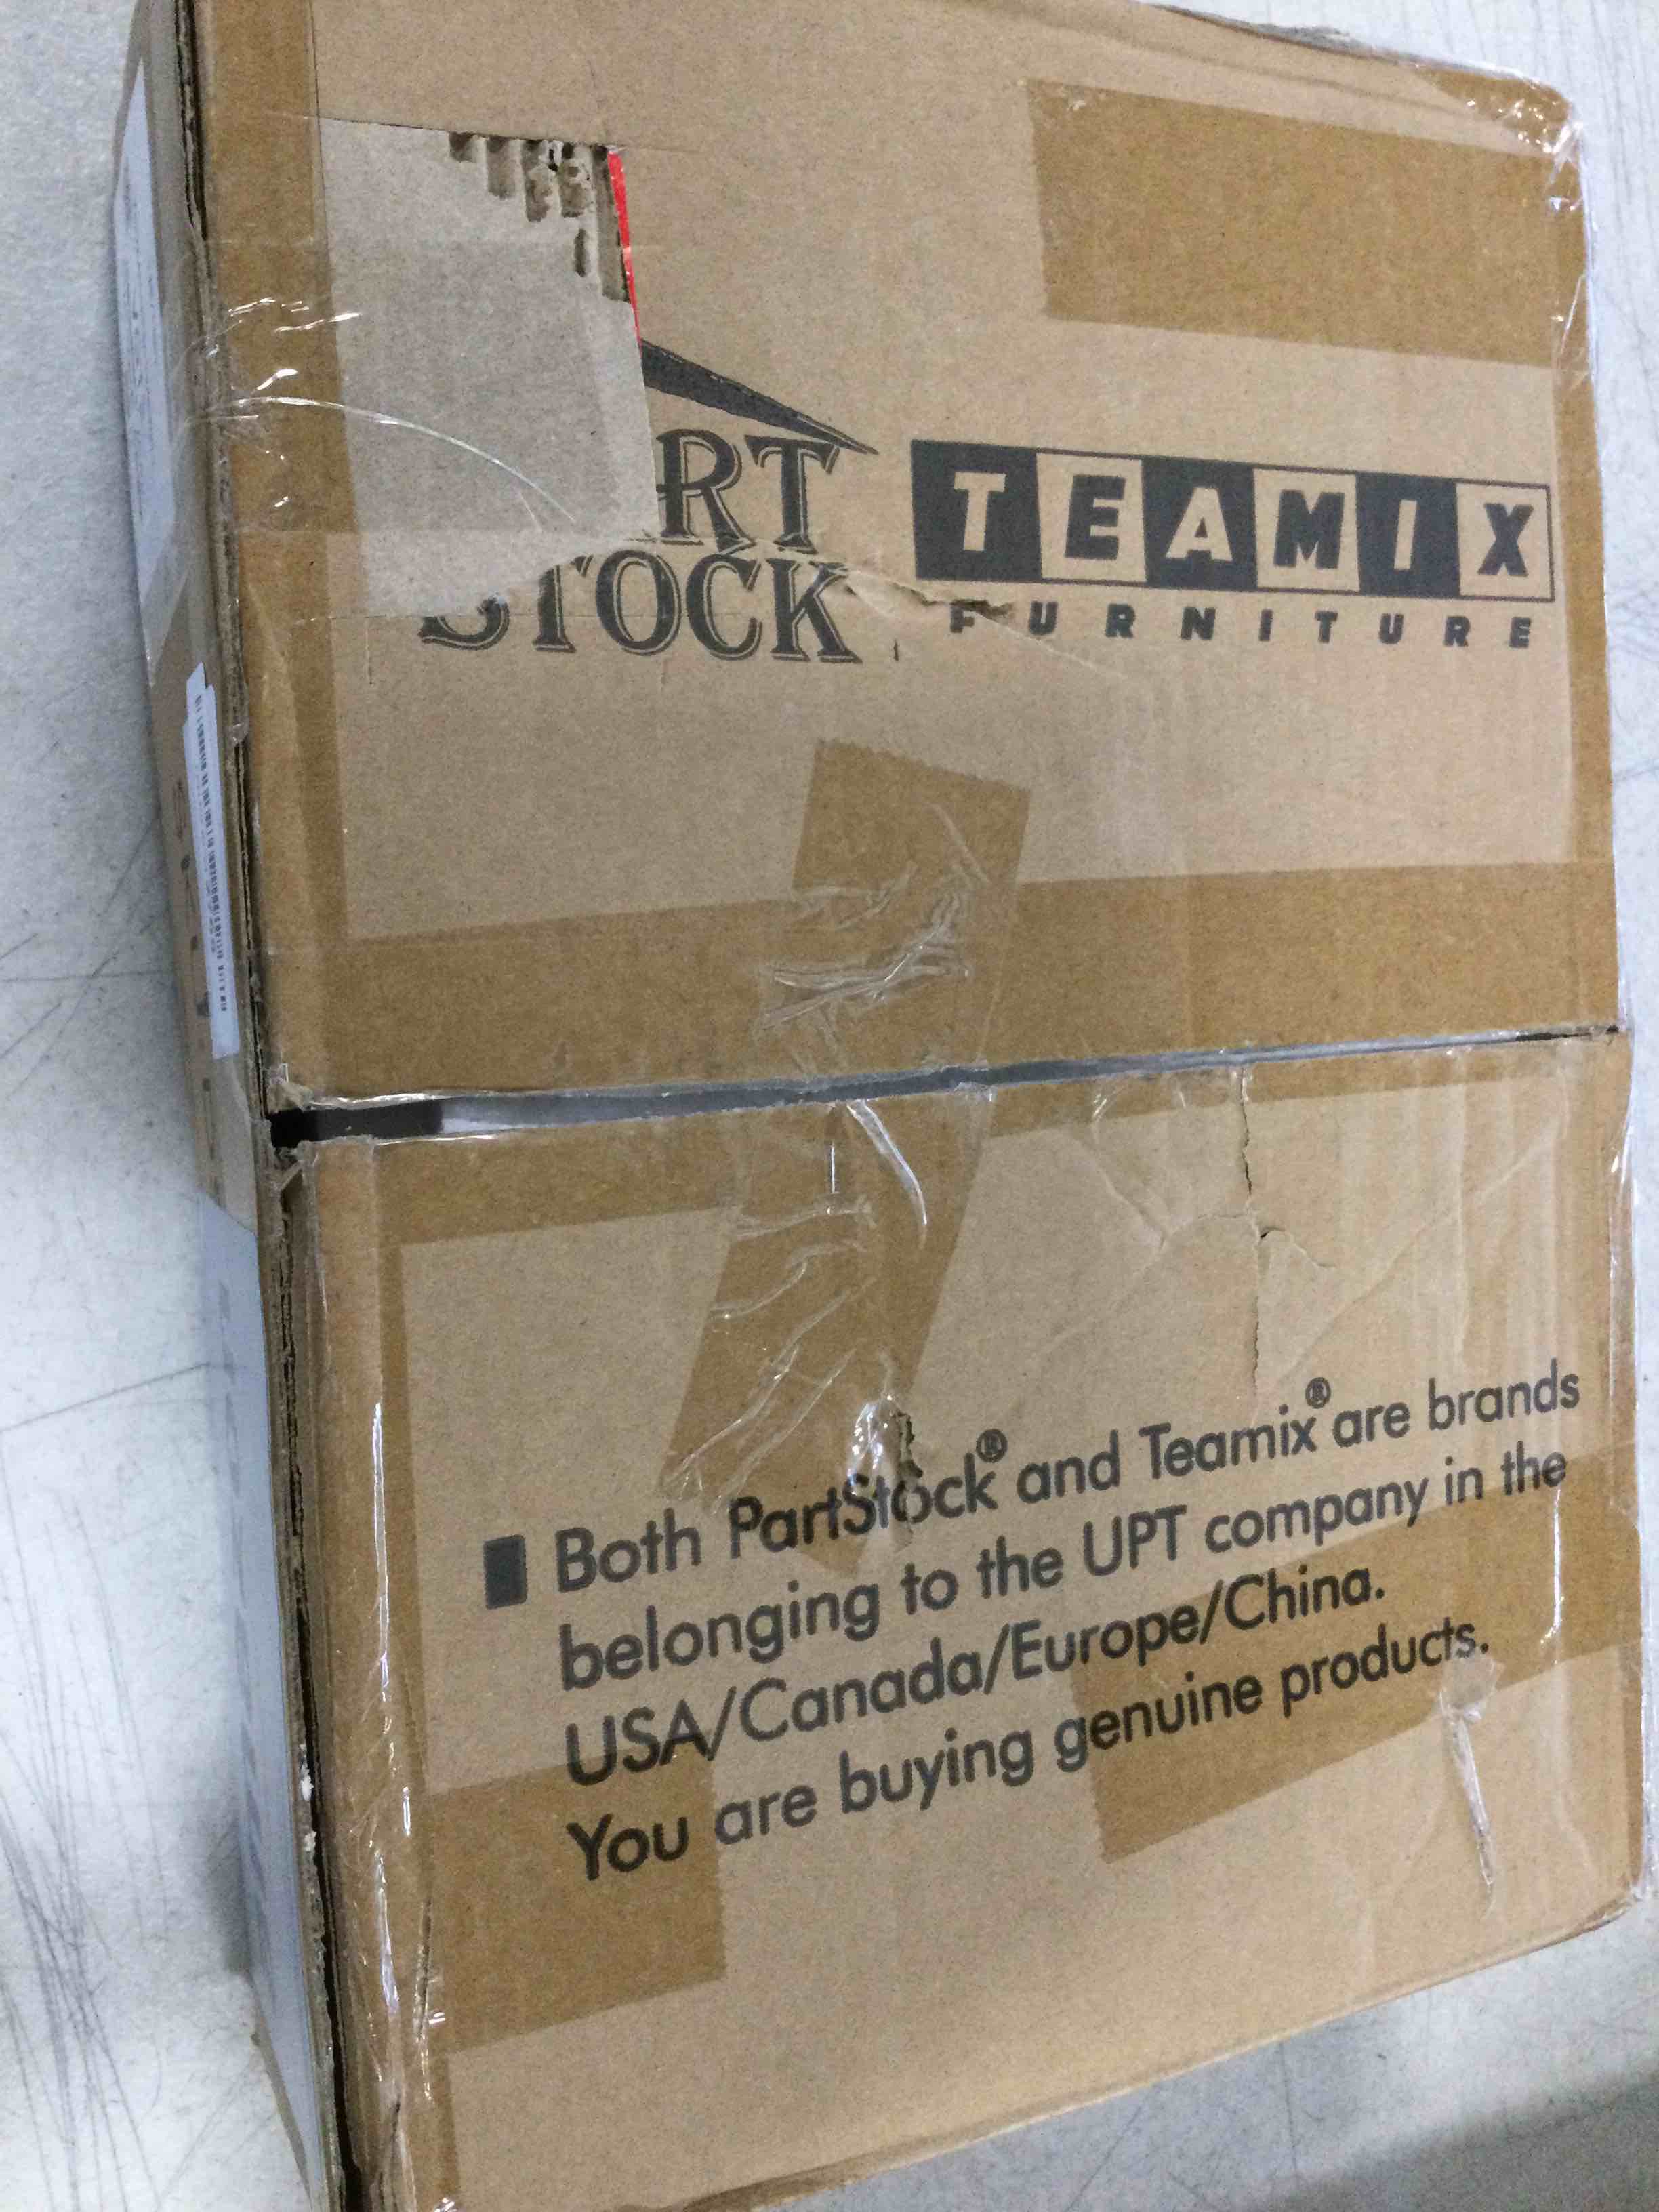 RT
STOCK
TEAMIX
FURNITURE
Both PartStock® and Teamix® are brands
belonging to the UPT company in the
USA/Canada/Europe/China.
You are buying genuine products.